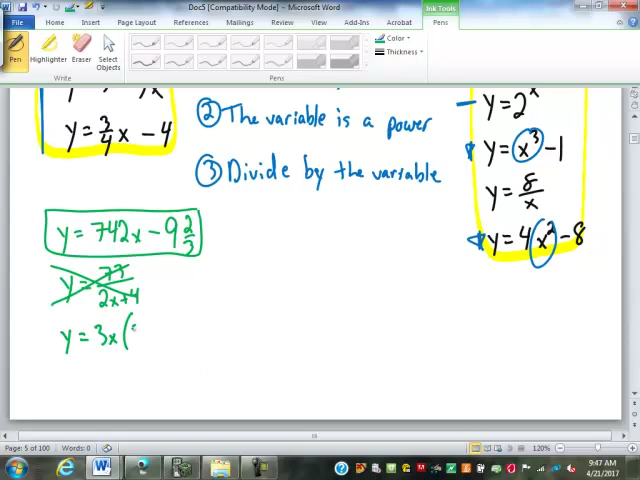 Doc5 [Compatibility Mode] - Microsoft Word
Ink Tools
File Home Insert Page Layout References Mailings Review View Add-Ins Acrobat Pens
Pen Highlighter Eraser Select Objects
Color
Thickness
Write
Pens
y = 3/4 x - 4
② The variable is a power
③ Divide by the variable
y = 2^x
y = x^3 - 1
y = 8/x
y = 4x^2 - 8
y = 742x - 9 2/3
y = 77/(2x+4)
y = 3x(
Page: 5 of 100 Words: 0
120%
9:47 AM
4/21/2017